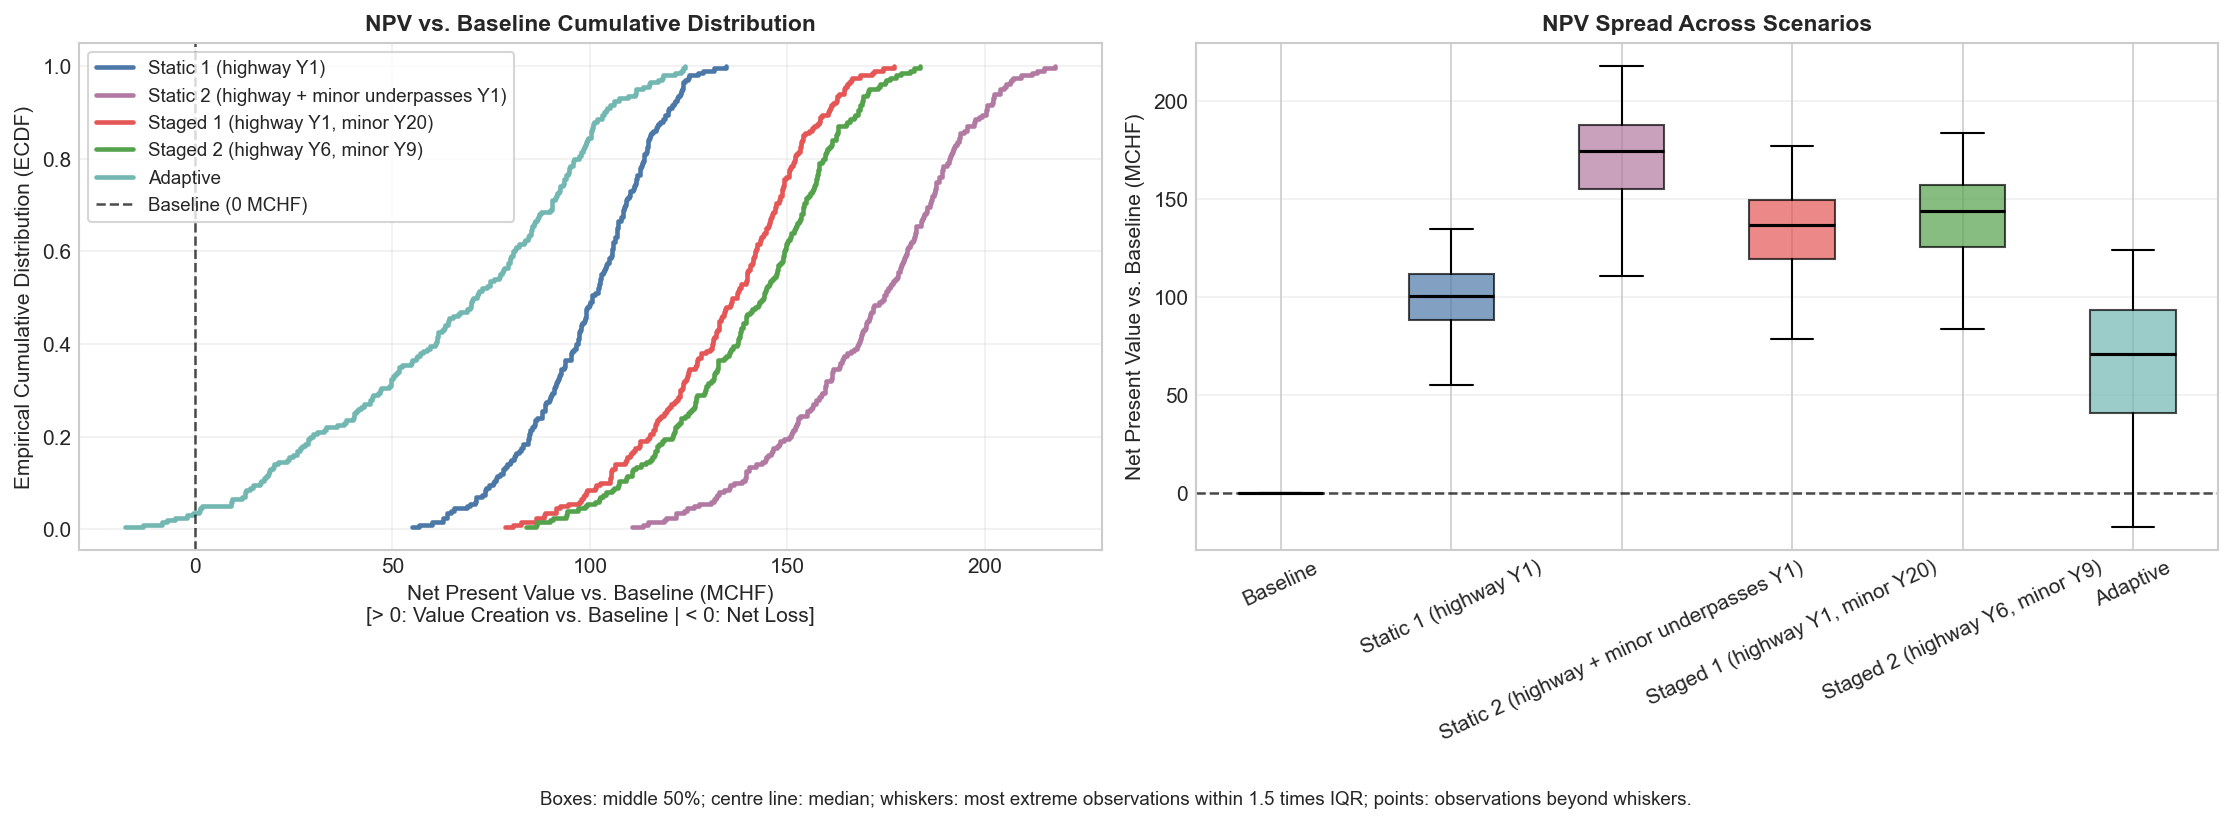 NPV vs. Baseline Cumulative Distribution
Empirical Cumulative Distribution (ECDF)
1.0
0.8
0.6
0.4
0.2
0.0
Static 1 (highway Y1)
Static 2 (highway + minor underpasses Y1)
Staged 1 (highway Y1, minor Y20)
Staged 2 (highway Y6, minor Y9)
Adaptive
Baseline (0 MCHF)
0
50
100
150
200
Net Present Value vs. Baseline (MCHF)
[> 0: Value Creation vs. Baseline | < 0: Net Loss]
NPV Spread Across Scenarios
Net Present Value vs. Baseline (MCHF)
200
150
100
50
0
Baseline
Static 1 (highway Y1)
Static 2 (highway + minor underpasses Y1)
Staged 1 (highway Y1, minor Y20)
Staged 2 (highway Y6, minor Y9)
Adaptive
Boxes: middle 50%; centre line: median; whiskers: most extreme observations within 1.5 times IQR; points: observations beyond whiskers.